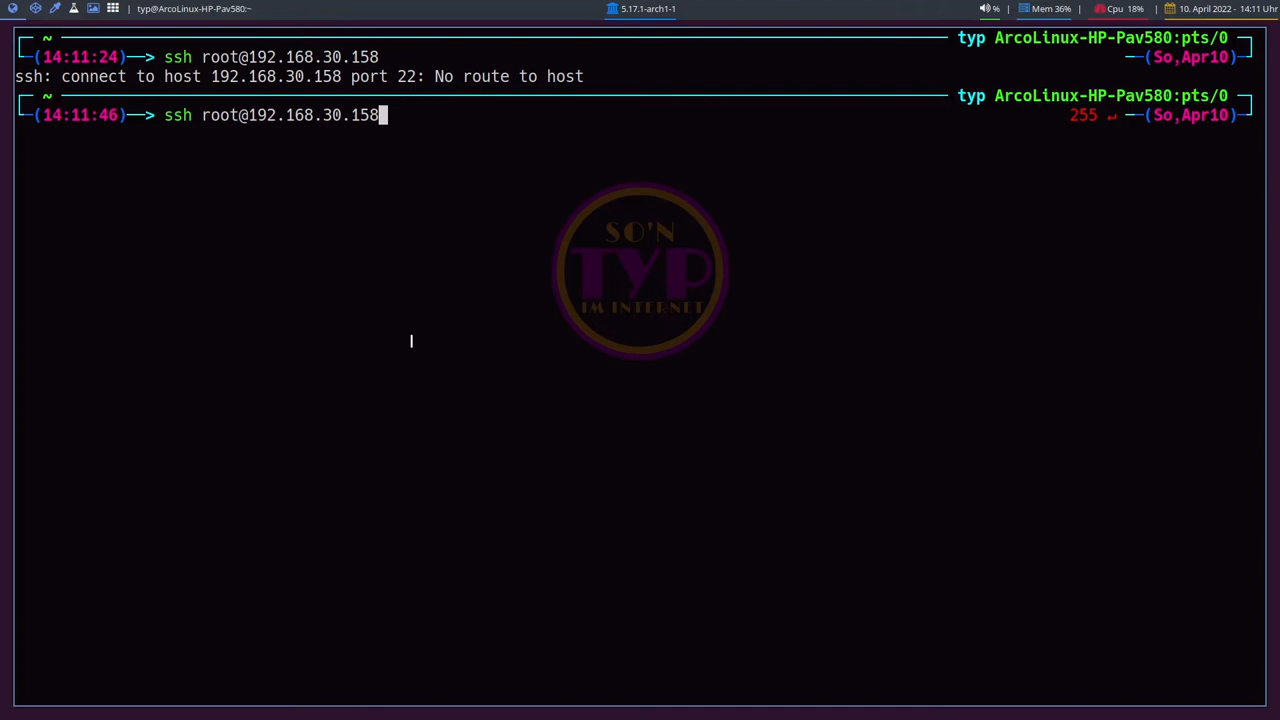 typ@ArcoLinux-HP-Pav580:~
5.17.1-arch1-1
% | Mem 36% | Cpu 18% | 10. April 2022 - 14:11 Uhr
~ typ ArcoLinux-HP-Pav580:pts/0
(14:11:24)—> ssh root@192.168.30.158 —(So,Apr10)
ssh: connect to host 192.168.30.158 port 22: No route to host
~ typ ArcoLinux-HP-Pav580:pts/0
(14:11:46)—> ssh root@192.168.30.158 255 ↵ —(So,Apr10)
SO'N
TYP
IM INTERNET